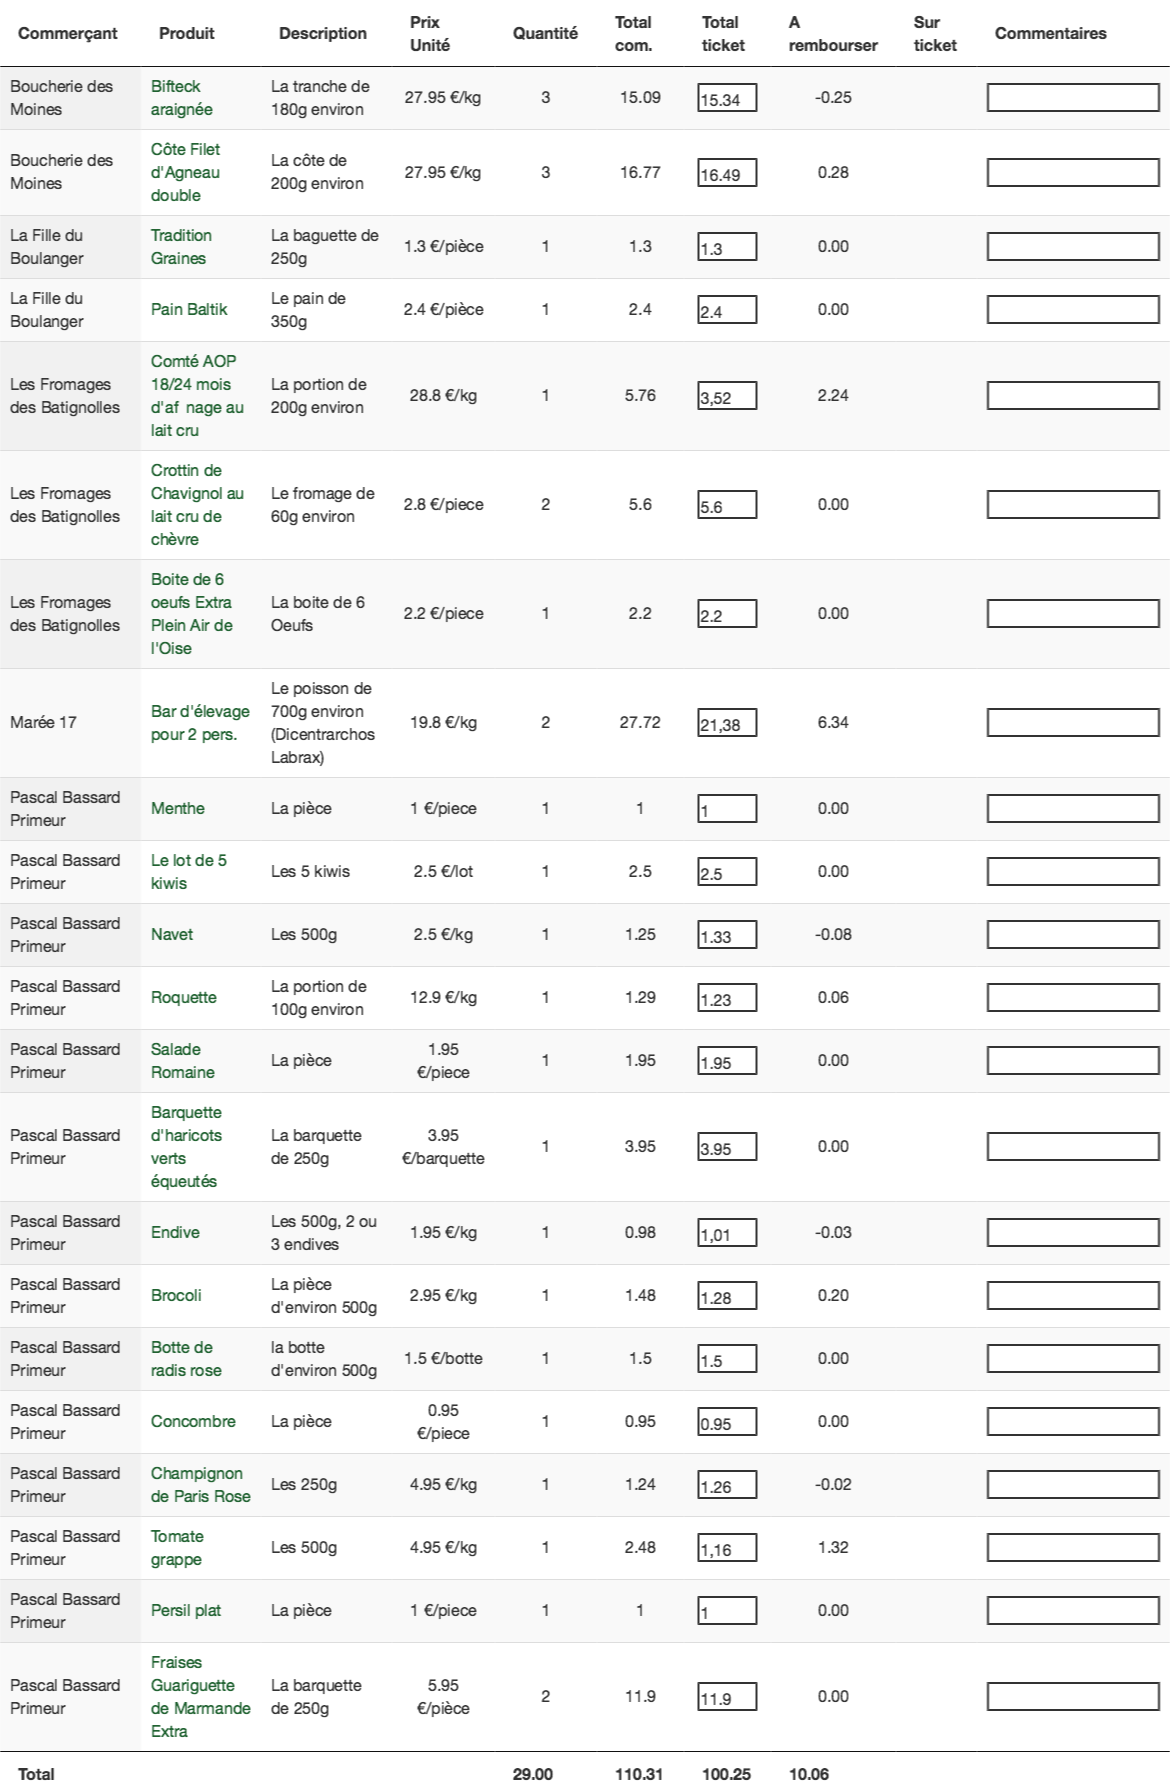 Commerçant Produit Description Prix Unité Quantité Total com. Total ticket A rembourser Sur ticket Commentaires
Boucherie des Moines Bifteck araignée La tranche de 180g environ 27.95 €/kg 3 15.09 15.34 -0.25
Boucherie des Moines Côte Filet d'Agneau double La côte de 200g environ 27.95 €/kg 3 16.77 16.49 0.28
La Fille du Boulanger Tradition Graines La baguette de 250g 1.3 €/pièce 1 1.3 1.3 0.00
La Fille du Boulanger Pain Baltik Le pain de 350g 2.4 €/pièce 1 2.4 2.4 0.00
Les Fromages des Batignolles Comté AOP 18/24 mois d'af nage au lait cru La portion de 200g environ 28.8 €/kg 1 5.76 3,52 2.24
Les Fromages des Batignolles Crottin de Chavignol au lait cru de chèvre Le fromage de 60g environ 2.8 €/piece 2 5.6 5.6 0.00
Les Fromages des Batignolles Boite de 6 oeufs Extra Plein Air de l'Oise La boite de 6 Oeufs 2.2 €/piece 1 2.2 2.2 0.00
Marée 17 Bar d'élevage pour 2 pers. Le poisson de 700g environ (Dicentrarchos Labrax) 19.8 €/kg 2 27.72 21,38 6.34
Pascal Bassard Primeur Menthe La pièce 1 €/piece 1 1 1 0.00
Pascal Bassard Primeur Le lot de 5 kiwis Les 5 kiwis 2.5 €/lot 1 2.5 2.5 0.00
Pascal Bassard Primeur Navet Les 500g 2.5 €/kg 1 1.25 1.33 -0.08
Pascal Bassard Primeur Roquette La portion de 100g environ 12.9 €/kg 1 1.29 1.23 0.06
Pascal Bassard Primeur Salade Romaine La pièce 1.95 €/piece 1 1.95 1.95 0.00
Pascal Bassard Primeur Barquette d'haricots verts équeutés La barquette de 250g 3.95 €/barquette 1 3.95 3.95 0.00
Pascal Bassard Primeur Endive Les 500g, 2 ou 3 endives 1.95 €/kg 1 0.98 1,01 -0.03
Pascal Bassard Primeur Brocoli La pièce d'environ 500g 2.95 €/kg 1 1.48 1.28 0.20
Pascal Bassard Primeur Botte de radis rose la botte d'environ 500g 1.5 €/botte 1 1.5 1.5 0.00
Pascal Bassard Primeur Concombre La pièce 0.95 €/piece 1 0.95 0.95 0.00
Pascal Bassard Primeur Champignon de Paris Rose Les 250g 4.95 €/kg 1 1.24 1.26 -0.02
Pascal Bassard Primeur Tomate grappe Les 500g 4.95 €/kg 1 2.48 1,16 1.32
Pascal Bassard Primeur Persil plat La pièce 1 €/piece 1 1 1 0.00
Pascal Bassard Primeur Fraises Guariguette de Marmande Extra La barquette de 250g 5.95 €/pièce 2 11.9 11.9 0.00
Total 29.00 110.31 100.25 10.06